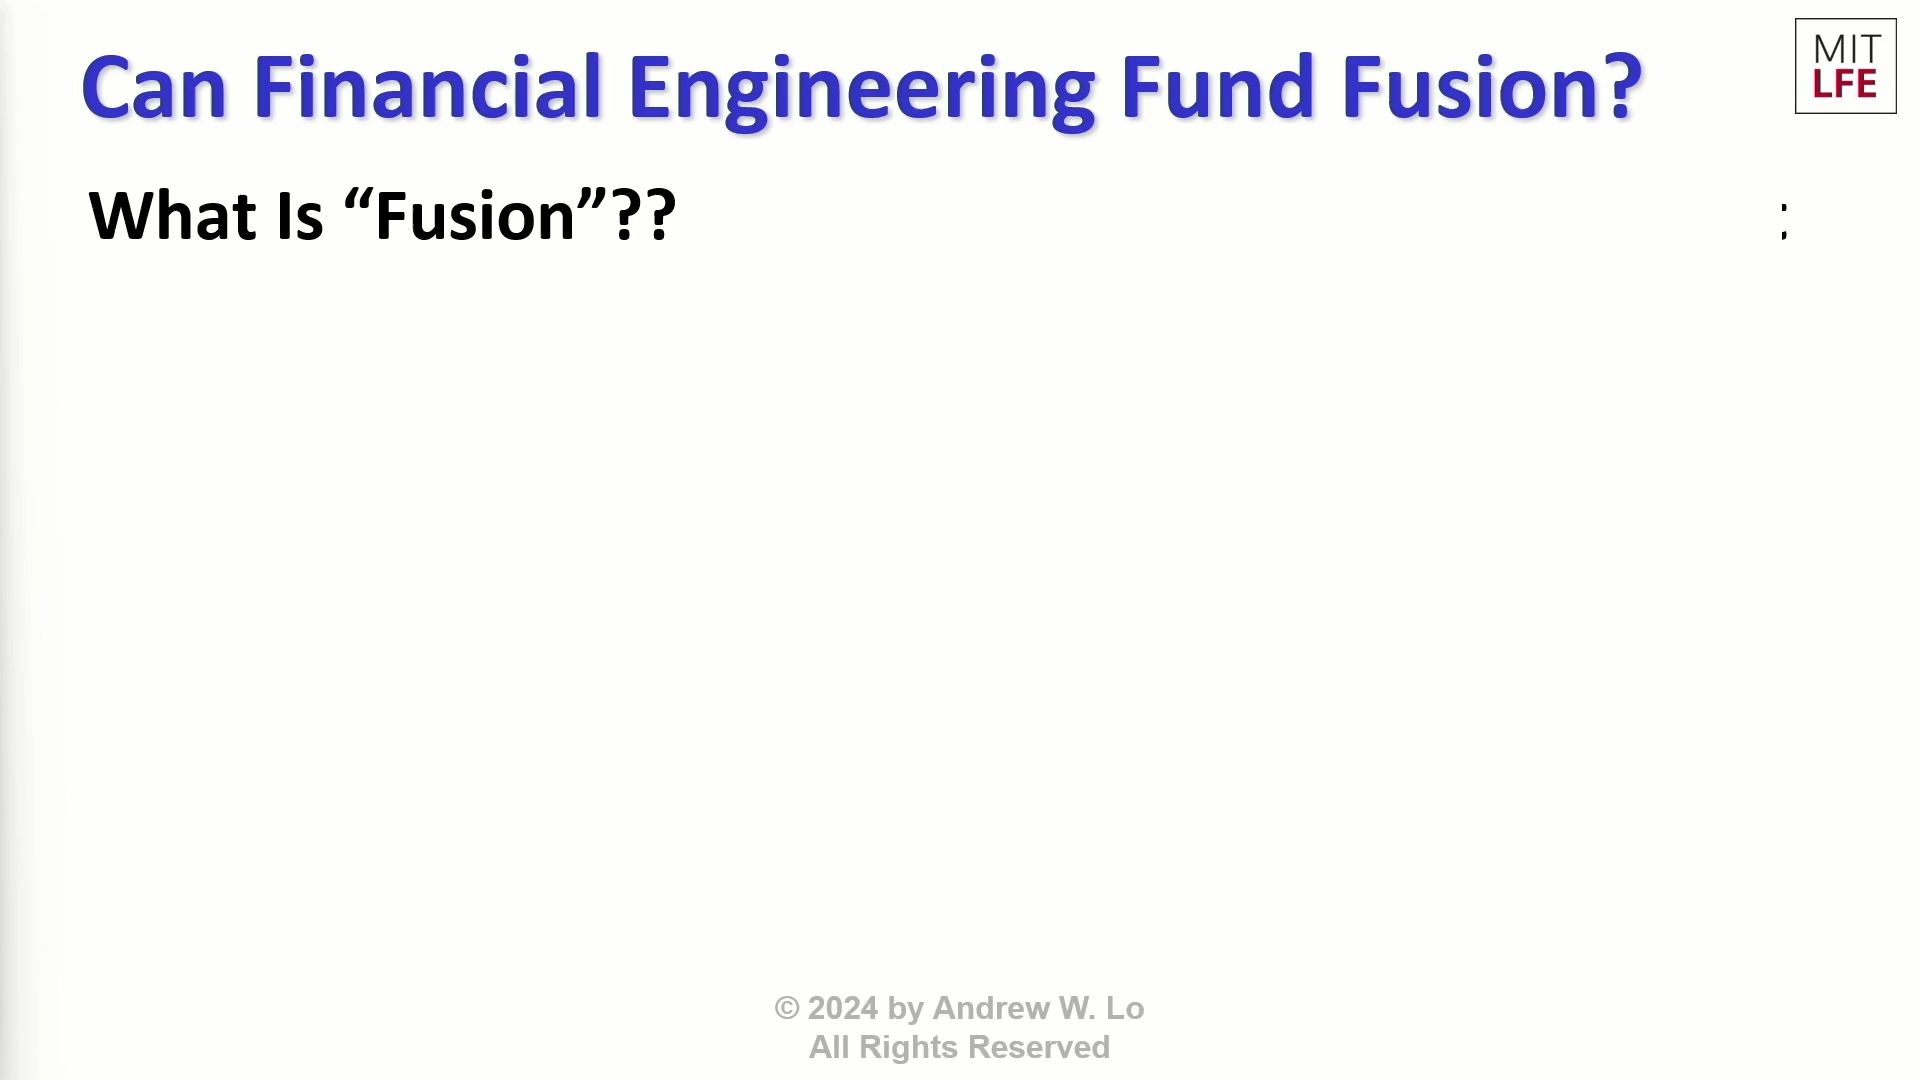 Can Financial Engineering Fund Fusion?
MIT
LFE
What Is “Fusion”??
© 2024 by Andrew W. Lo
All Rights Reserved